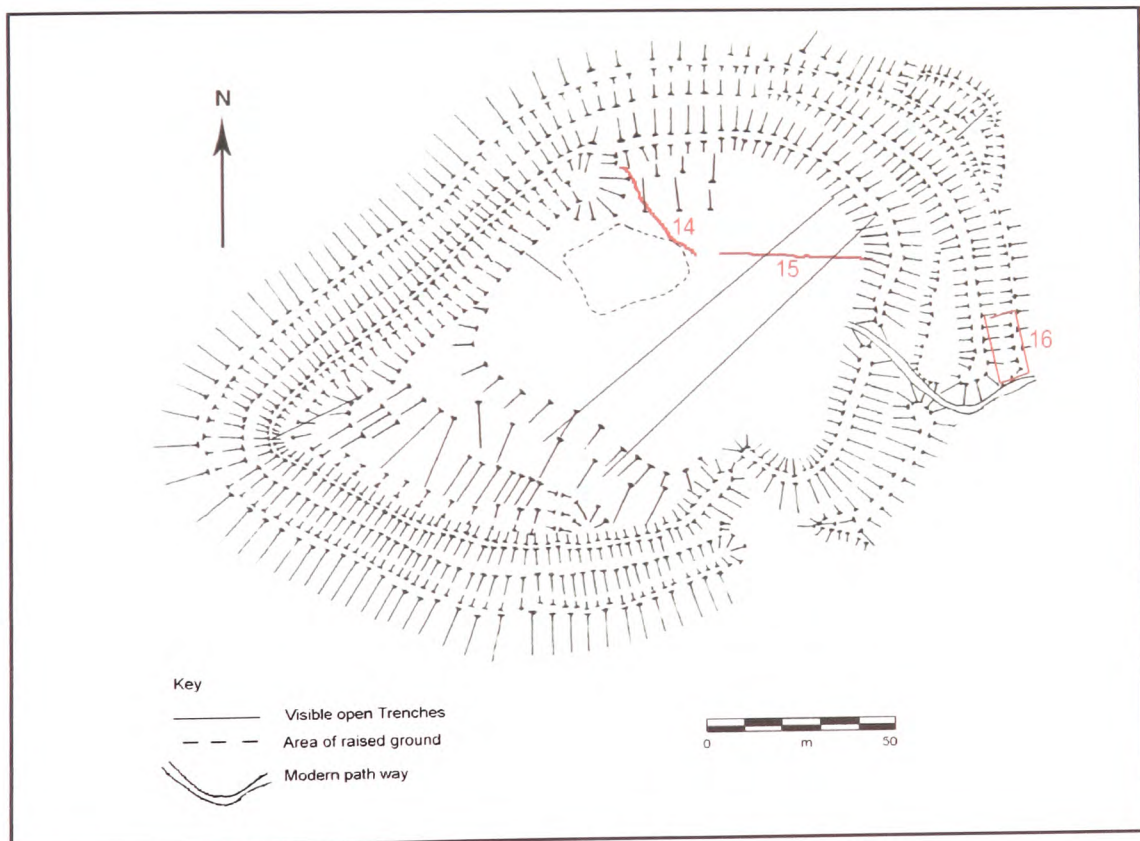 N
14
15
16
Key
Visible open Trenches
Area of raised ground
Modern path way
0 m 50